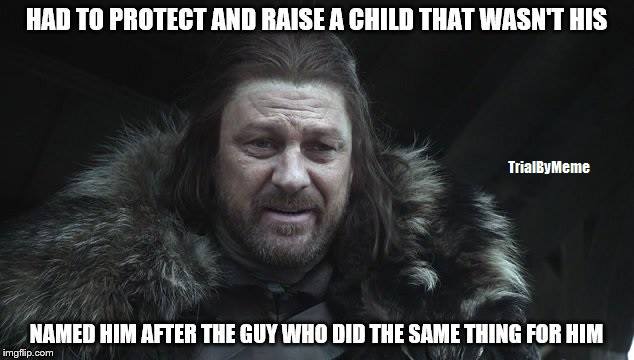 HAD TO PROTECT AND RAISE A CHILD THAT WASN'T HIS
TrialByMeme
NAMED HIM AFTER THE GUY WHO DID THE SAME THING FOR HIM
imgflip.com